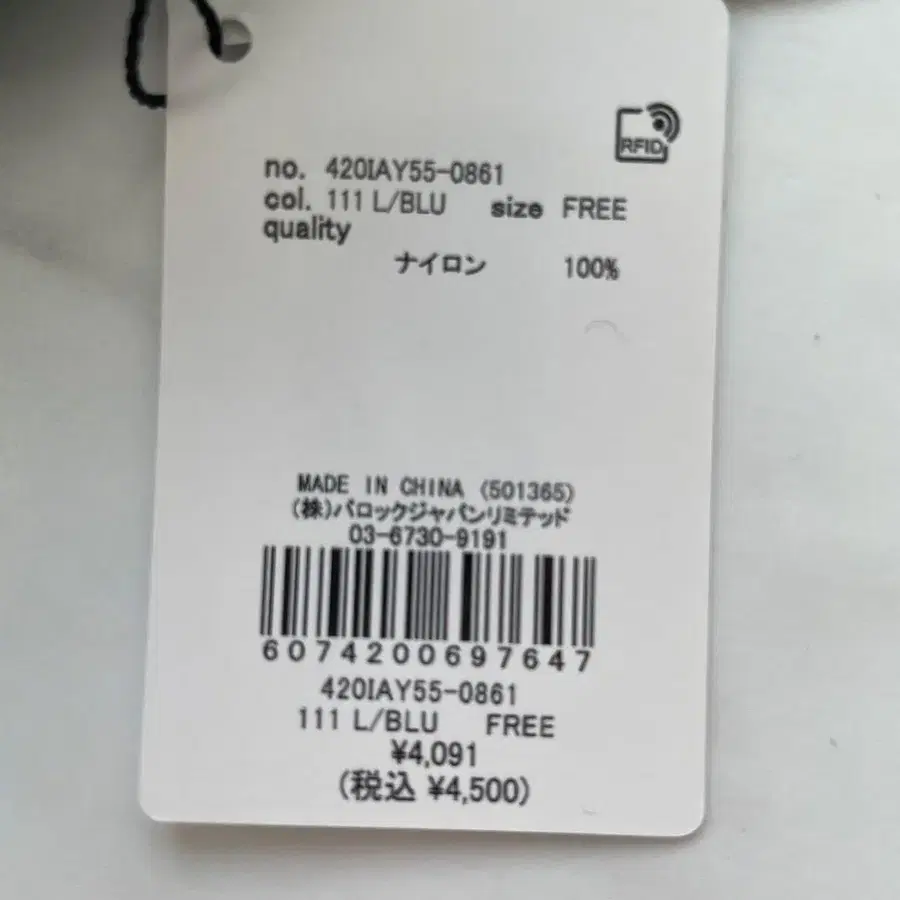 RFID
no. 420IAY55-0861
col. 111 L/BLU size FREE
quality
ナイロン 100%
MADE IN CHINA (501365)
(株)バロックジャパンリミテッド
03-6730-9191
6074200697647
420IAY55-0861
111 L/BLU FREE
¥4,091
(税込 ¥4,500)